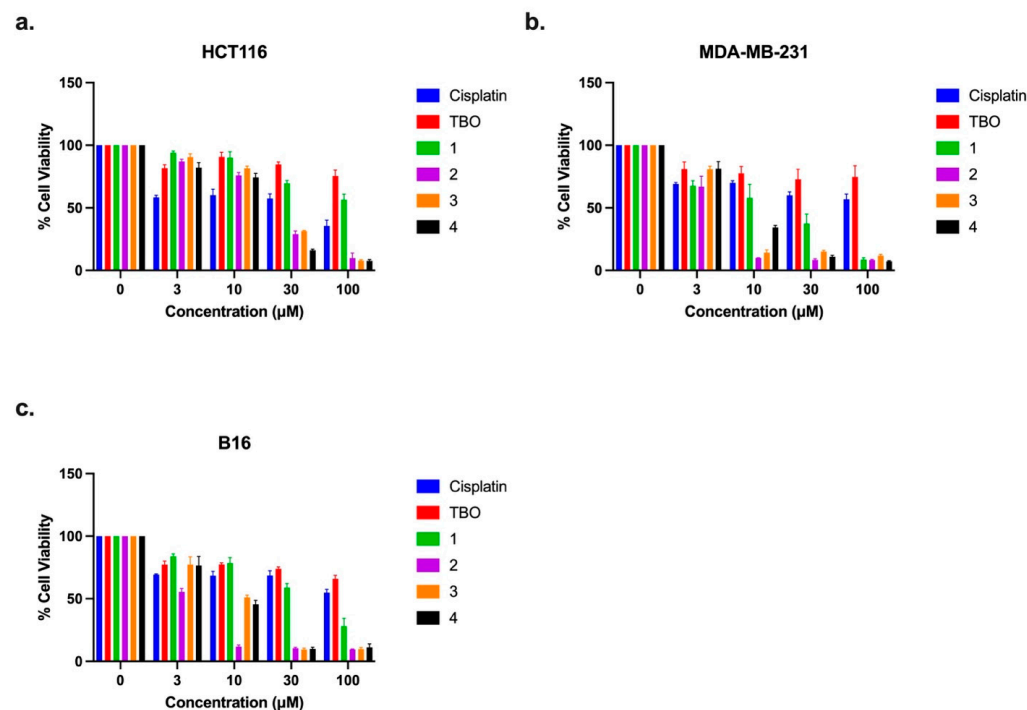 a.
HCT116
150
100
50
0
% Cell Viability
0 3 10 30 100
Concentration (µM)
Cisplatin
TBO
1
2
3
4
b.
MDA-MB-231
150
100
50
0
% Cell Viability
0 3 10 30 100
Concentration (µM)
Cisplatin
TBO
1
2
3
4
c.
B16
150
100
50
0
% Cell Viability
0 3 10 30 100
Concentration (µM)
Cisplatin
TBO
1
2
3
4